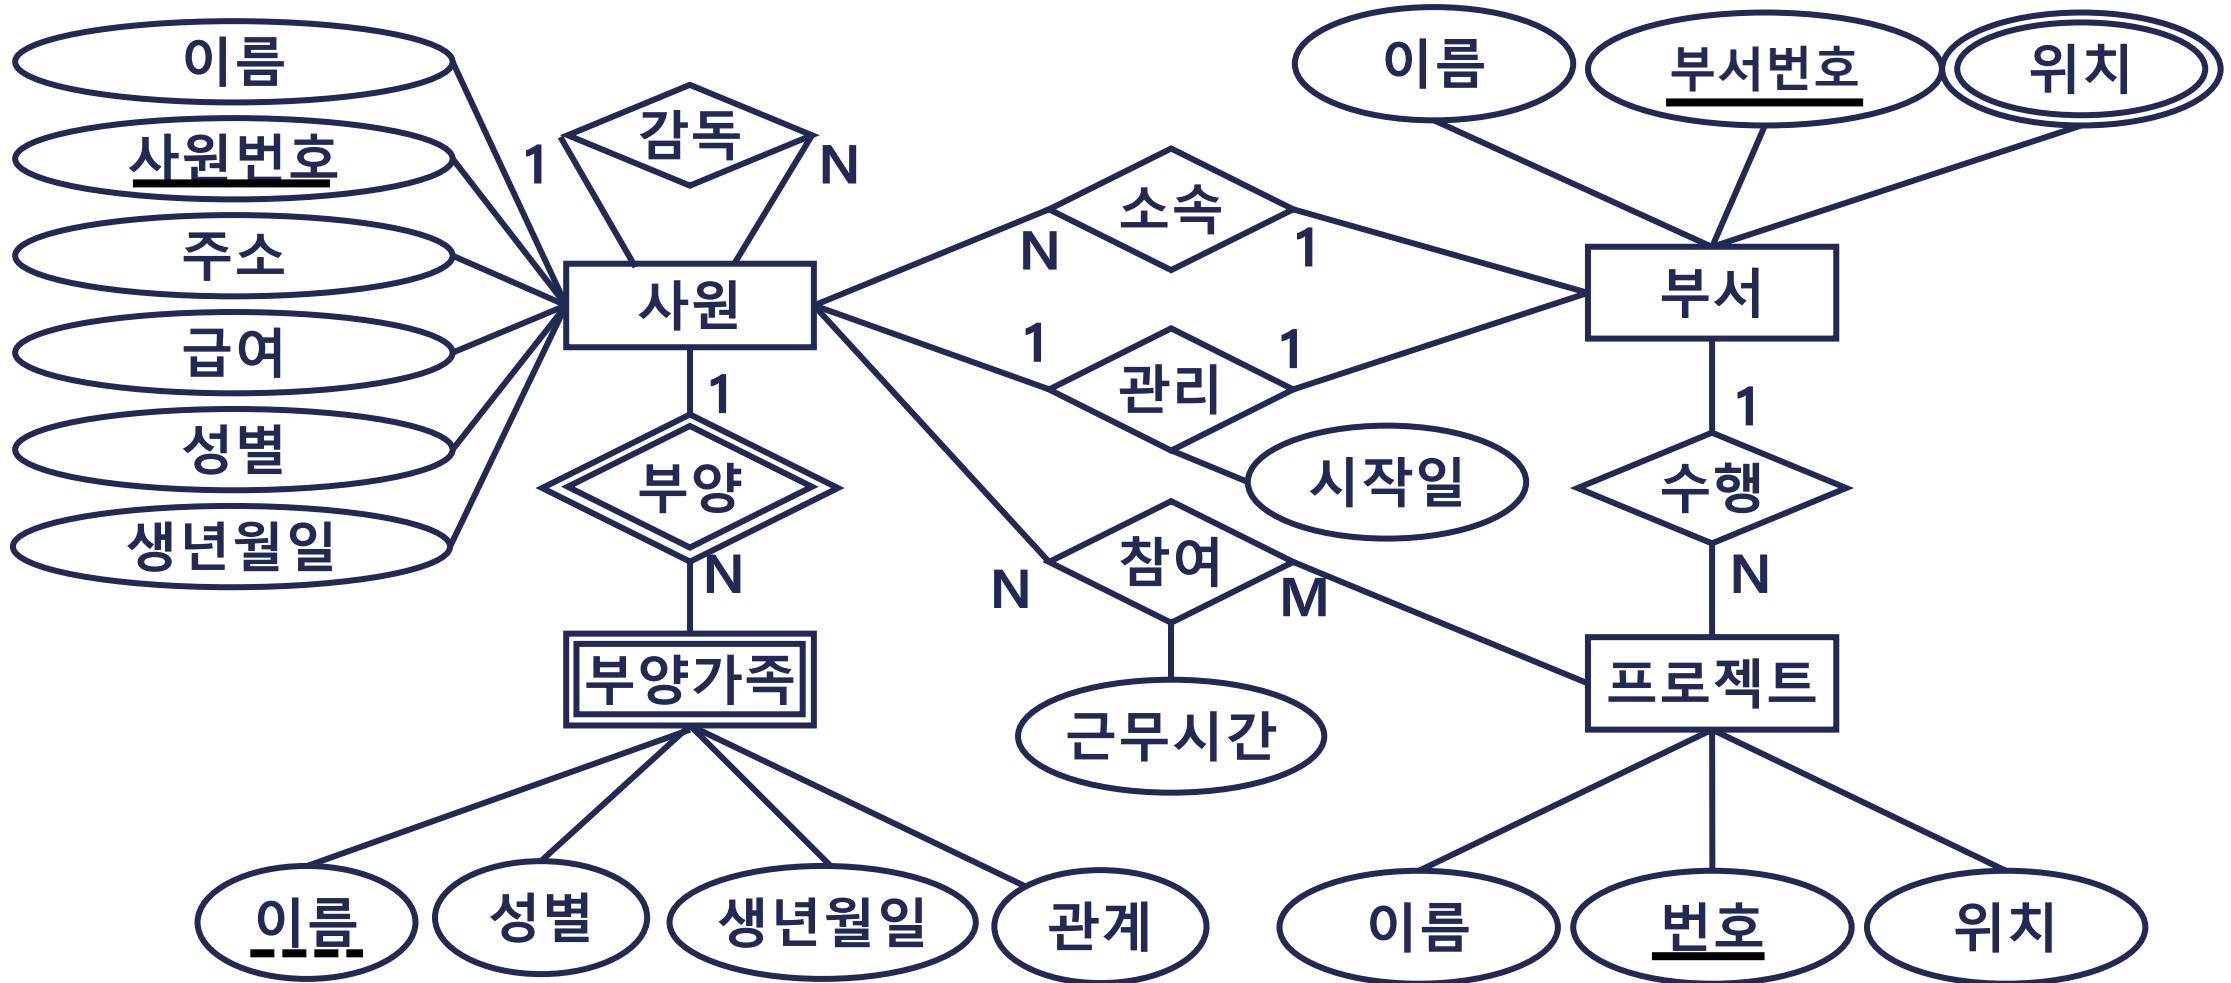 이름
사원번호
주소
급여
성별
생년월일
감독
1
N
사원
이름
부서번호
위치
소속
N
1
부서
관리
1
1
시작일
1
부양
N
부양가족
참여
N
M
근무시간
1
수행
N
프로젝트
이름
성별
생년월일
관계
이름
번호
위치